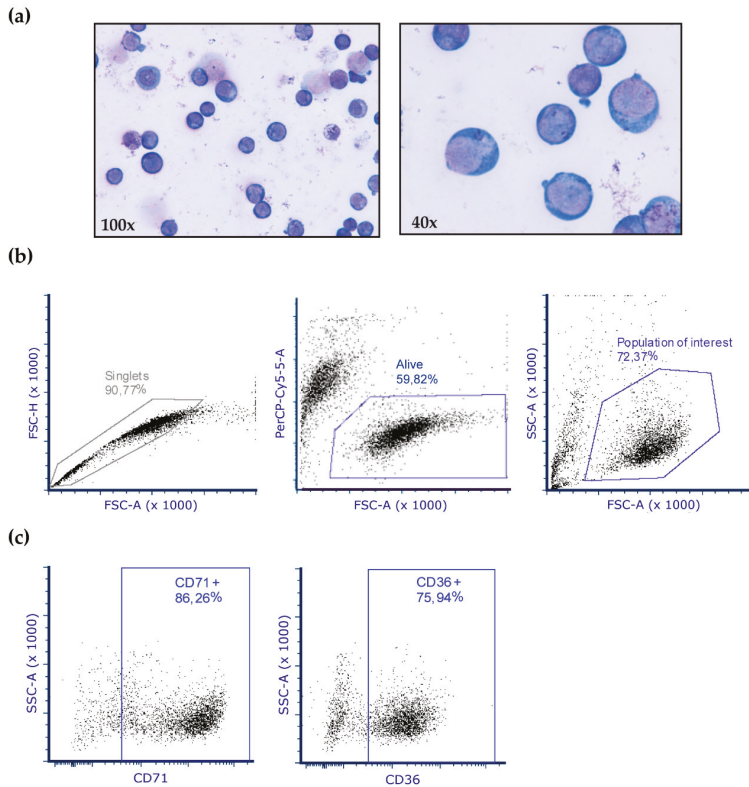 (a)
100x
40x
(b)
FSC-H (x 1000)
Singlets
90,77%
FSC-A (x 1000)
PerCP-Cy5-5-A
Alive
59,82%
FSC-A (x 1000)
SSC-A (x 1000)
Population of interest
72,37%
FSC-A (x 1000)
(c)
SSC-A (x 1000)
CD71 +
86,26%
CD71
SSC-A (x 1000)
CD36 +
75,94%
CD36